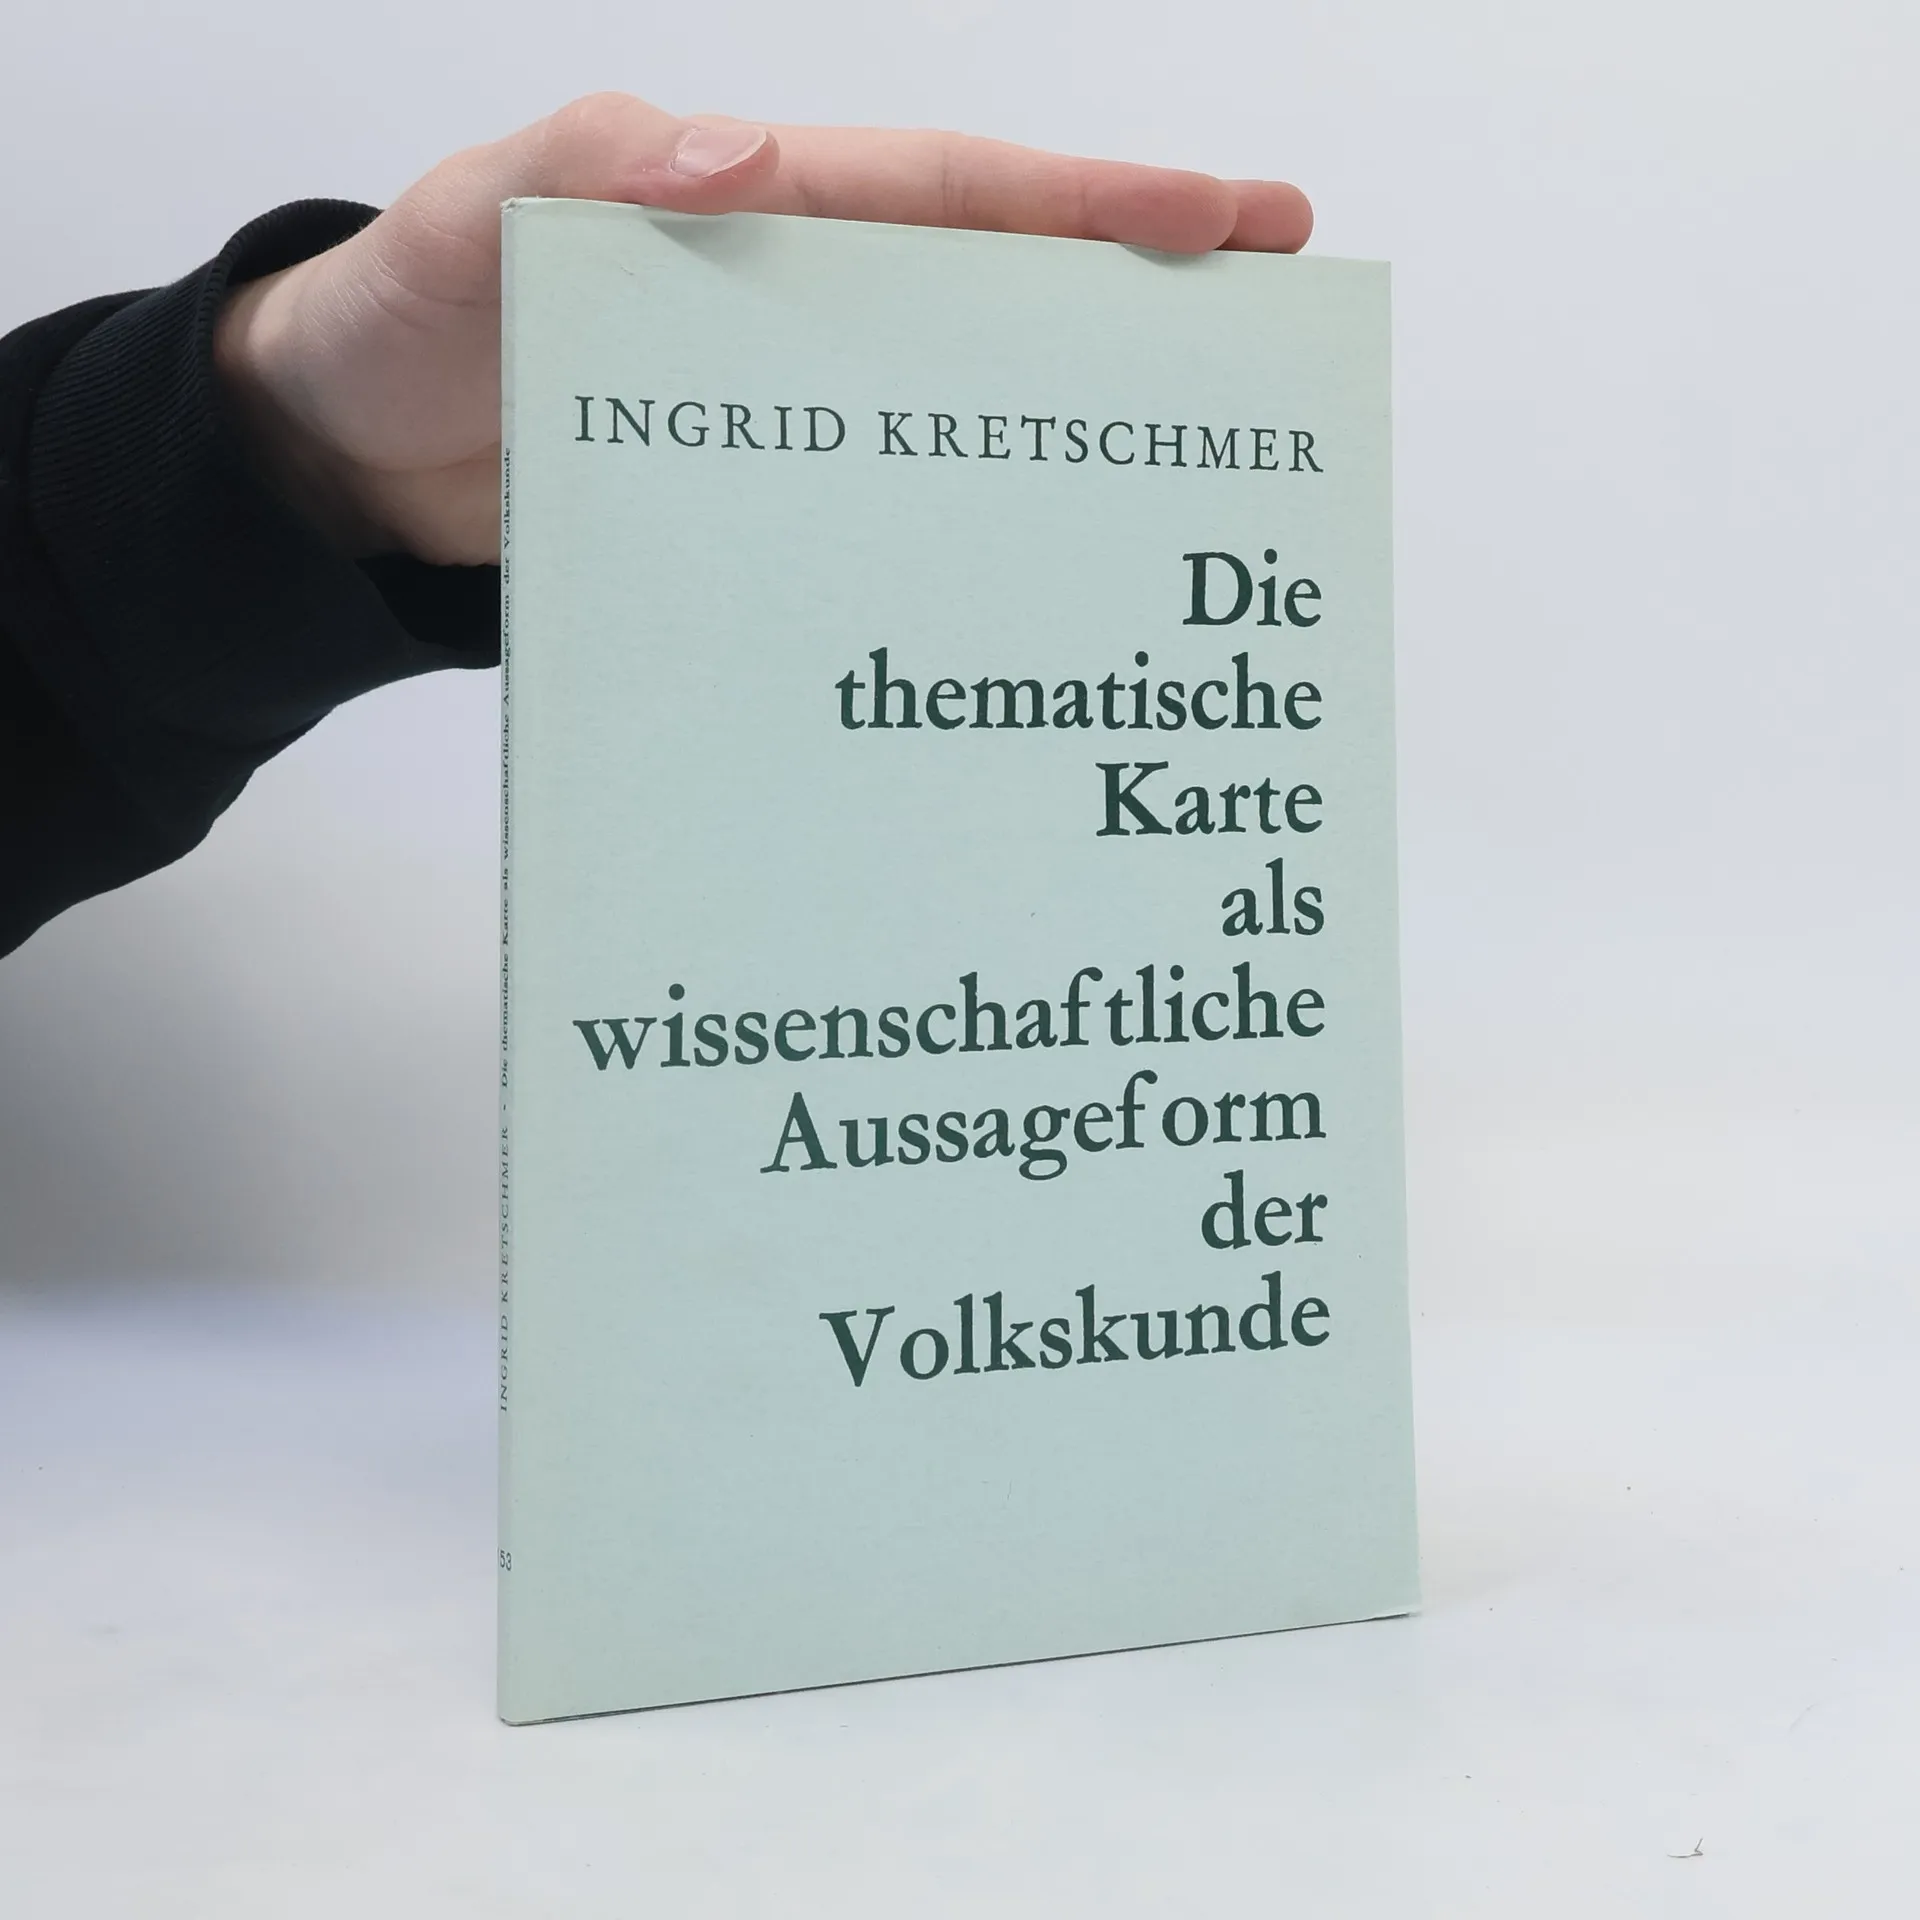 INGRID KRETSCHMER
Die
thematische
Karte
als
wissenschaftliche
Aussageform
der
Volkskunde
INGRID KRETSCHMER - Die thematische Karte als wissenschaftliche Aussageform der Volkskunde
53